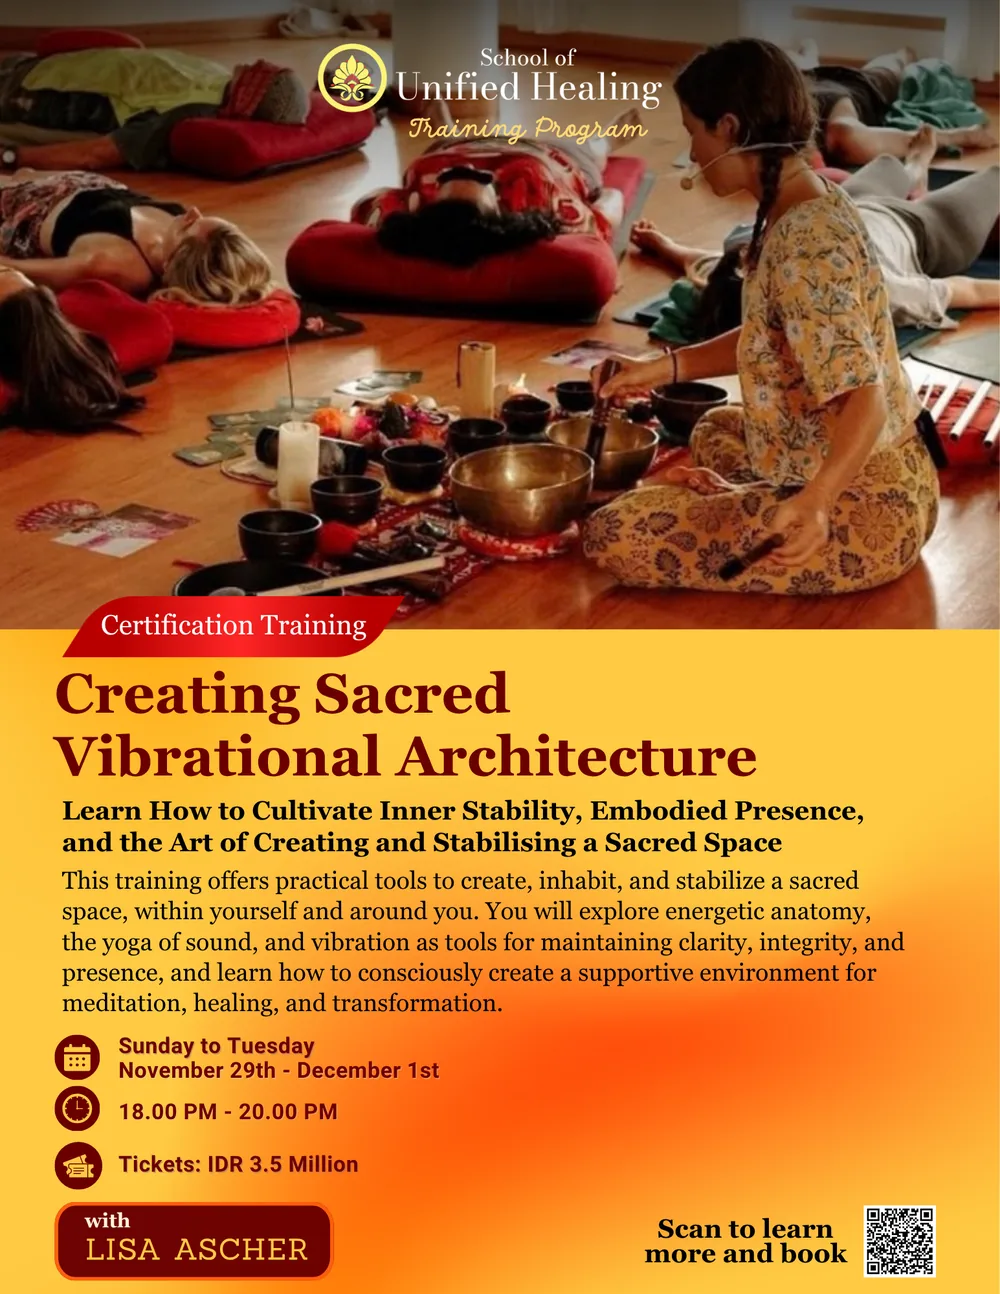 School of
Unified Healing
Training Program
Certification Training
Creating Sacred
Vibrational Architecture
Learn How to Cultivate Inner Stability, Embodied Presence,
and the Art of Creating and Stabilising a Sacred Space
This training offers practical tools to create, inhabit, and stabilize a sacred
space, within yourself and around you. You will explore energetic anatomy,
the yoga of sound, and vibration as tools for maintaining clarity, integrity, and
presence, and learn how to consciously create a supportive environment for
meditation, healing, and transformation.
Sunday to Tuesday
November 29th - December 1st
18.00 PM - 20.00 PM
Tickets: IDR 3.5 Million
with
LISA ASCHER
Scan to learn
more and book